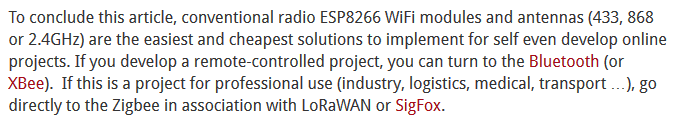 To conclude this article, conventional radio ESP8266 WiFi modules and antennas (433, 868
or 2.4GHz) are the easiest and cheapest solutions to implement for self even develop online
projects. If you develop a remote-controlled project, you can turn to the Bluetooth (or
XBee).  If this is a project for professional use (industry, logistics, medical, transport …), go
directly to the Zigbee in association with LoRaWAN or SigFox.